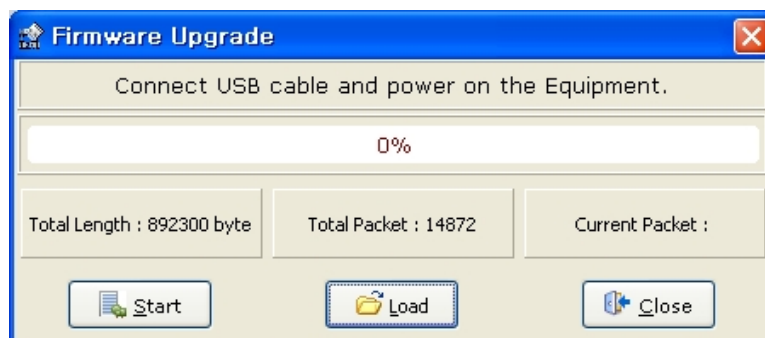 Firmware Upgrade
Connect USB cable and power on the Equipment.
0%
Total Length : 892300 byte
Total Packet : 14872
Current Packet :
Start
Load
Close